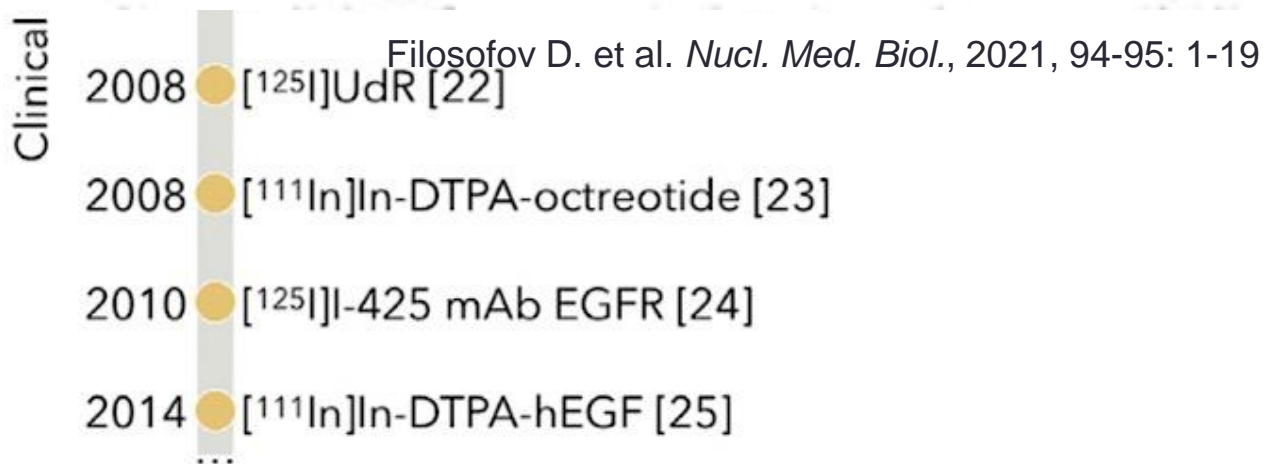 Clinical
Filosofov D. et al. Nucl. Med. Biol., 2021, 94-95: 1-19
2008 [¹²⁵I]UdR [22]
2008 [¹¹¹In]In-DTPA-octreotide [23]
2010 [¹²⁵I]I-425 mAb EGFR [24]
2014 [¹¹¹In]In-DTPA-hEGF [25]
...